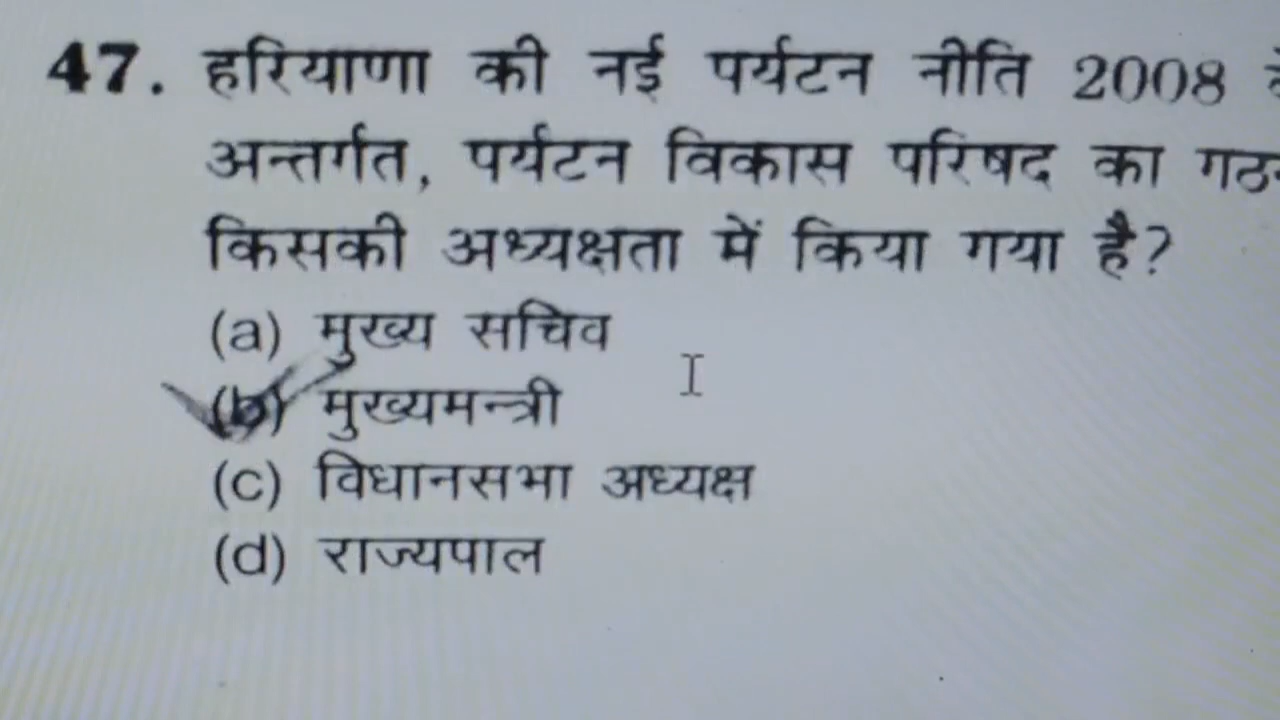 47. हरियाणा की नई पर्यटन नीति 2008
अन्तर्गत, पर्यटन विकास परिषद का
किसकी अध्यक्षता में किया गया है?
(a) मुख्य सचिव
(b) मुख्यमन्त्री
(c) विधानसभा अध्यक्ष
(d) राज्यपाल